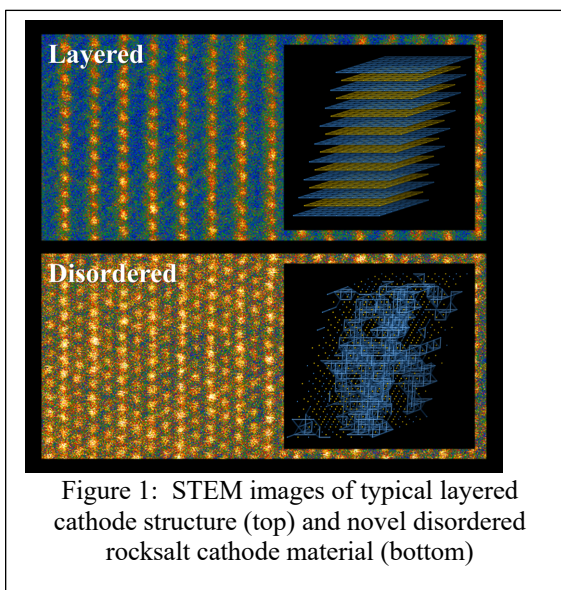 Layered
Disordered
Figure 1:  STEM images of typical layered
cathode structure (top) and novel disordered
rocksalt cathode material (bottom)